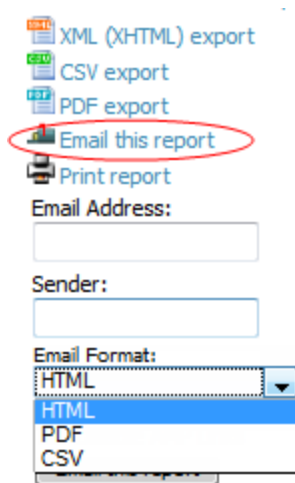 XML (XHTML) export
CSV export
PDF export
Email this report
Print report
Email Address:
Sender:
Email Format:
HTML
HTML
PDF
CSV